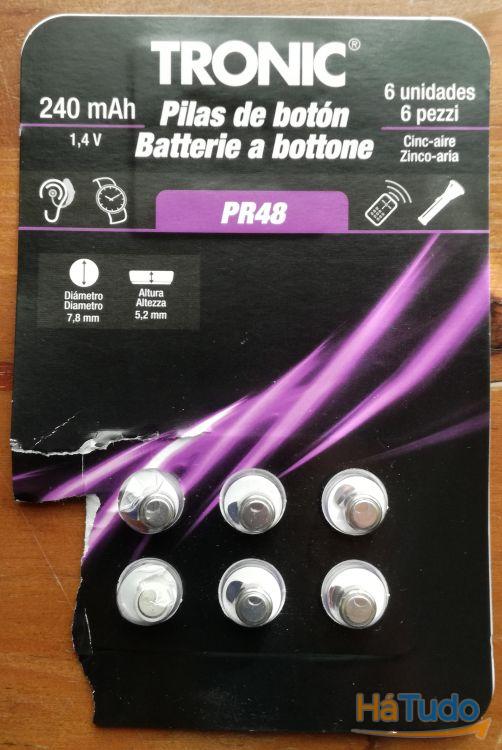 TRONIC®
240 mAh
1,4 V
Pilas de botón
Batterie a bottone
6 unidades
6 pezzi
Cinc-aire
Zinco-aria
PR48
Diámetro
Diametro
7,8 mm
Altura
Altezza
5,2 mm
HáTudo